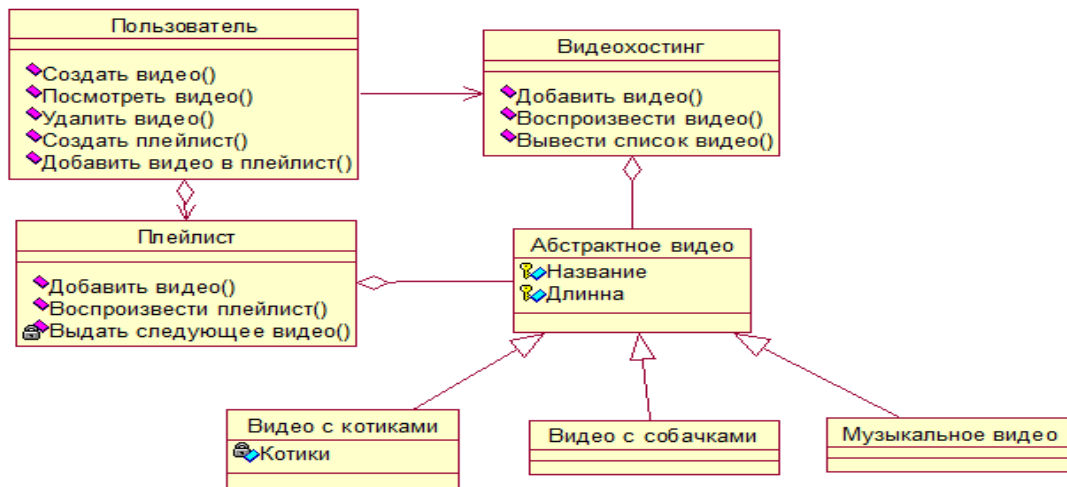 Пользователь
Создать видео()
Посмотреть видео()
Удалить видео()
Создать плейлист()
Добавить видео в плейлист()
Видеохостинг
Добавить видео()
Воспроизвести видео()
Вывести список видео()
Плейлист
Добавить видео()
Воспроизвести плейлист()
Выдать следующее видео()
Абстрактное видео
Название
Длинна
Видео с котиками
Котики
Видео с собачками
Музыкальное видео